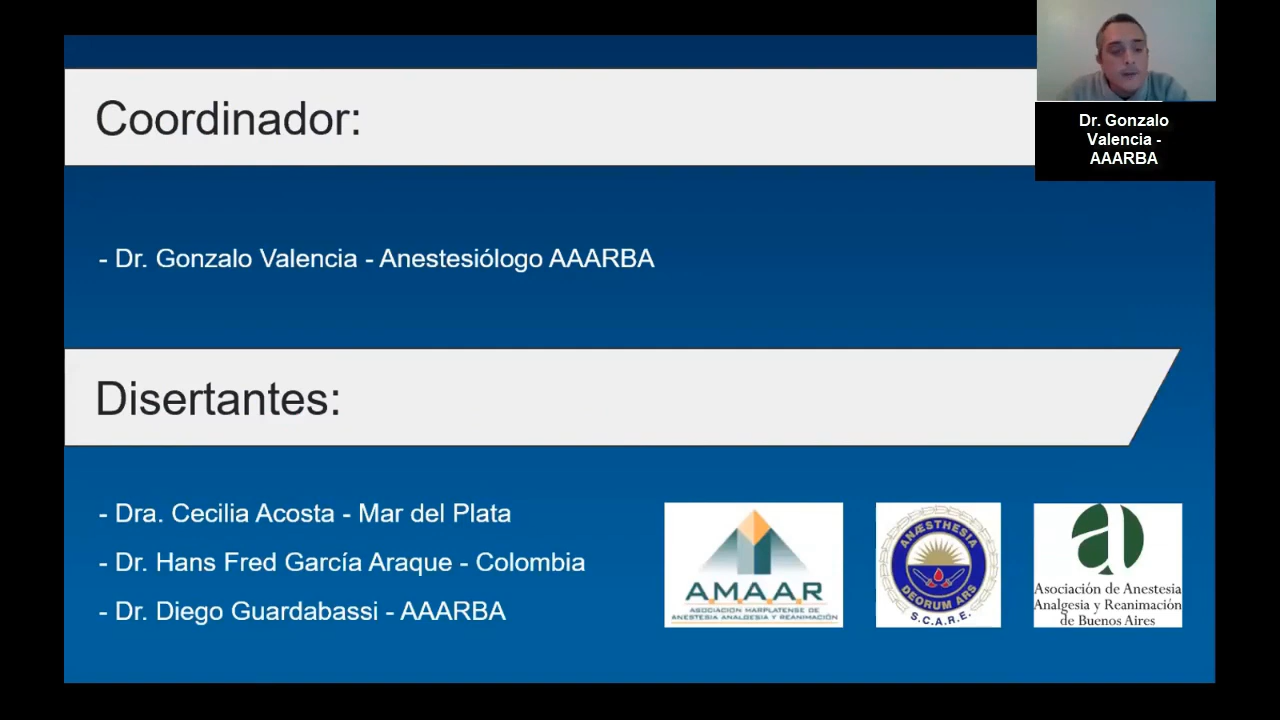 Coordinador:
Dr. Gonzalo
Valencia -
AAARBA
- Dr. Gonzalo Valencia - Anestesiólogo AAARBA
Disertantes:
- Dra. Cecilia Acosta - Mar del Plata
- Dr. Hans Fred García Araque - Colombia
- Dr. Diego Guardabassi - AAARBA
A.M.A.A.R
ASOCIACION MARPLATENSE DE
ANESTESIA ANALGESIA Y REANIMACIÓN
ANÆSTHESIA
DEORUM ARS
S.C.A.R.E.
a
Asociación de Anestesia
Analgesia y Reanimación
de Buenos Aires